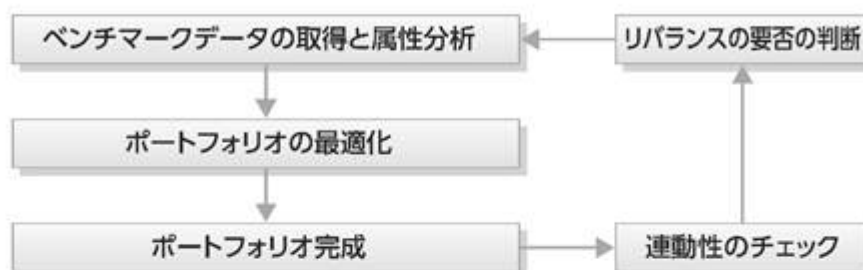 ベンチマークデータの取得と属性分析
リバランスの要否の判断
ポートフォリオの最適化
ポートフォリオ完成
連動性のチェック